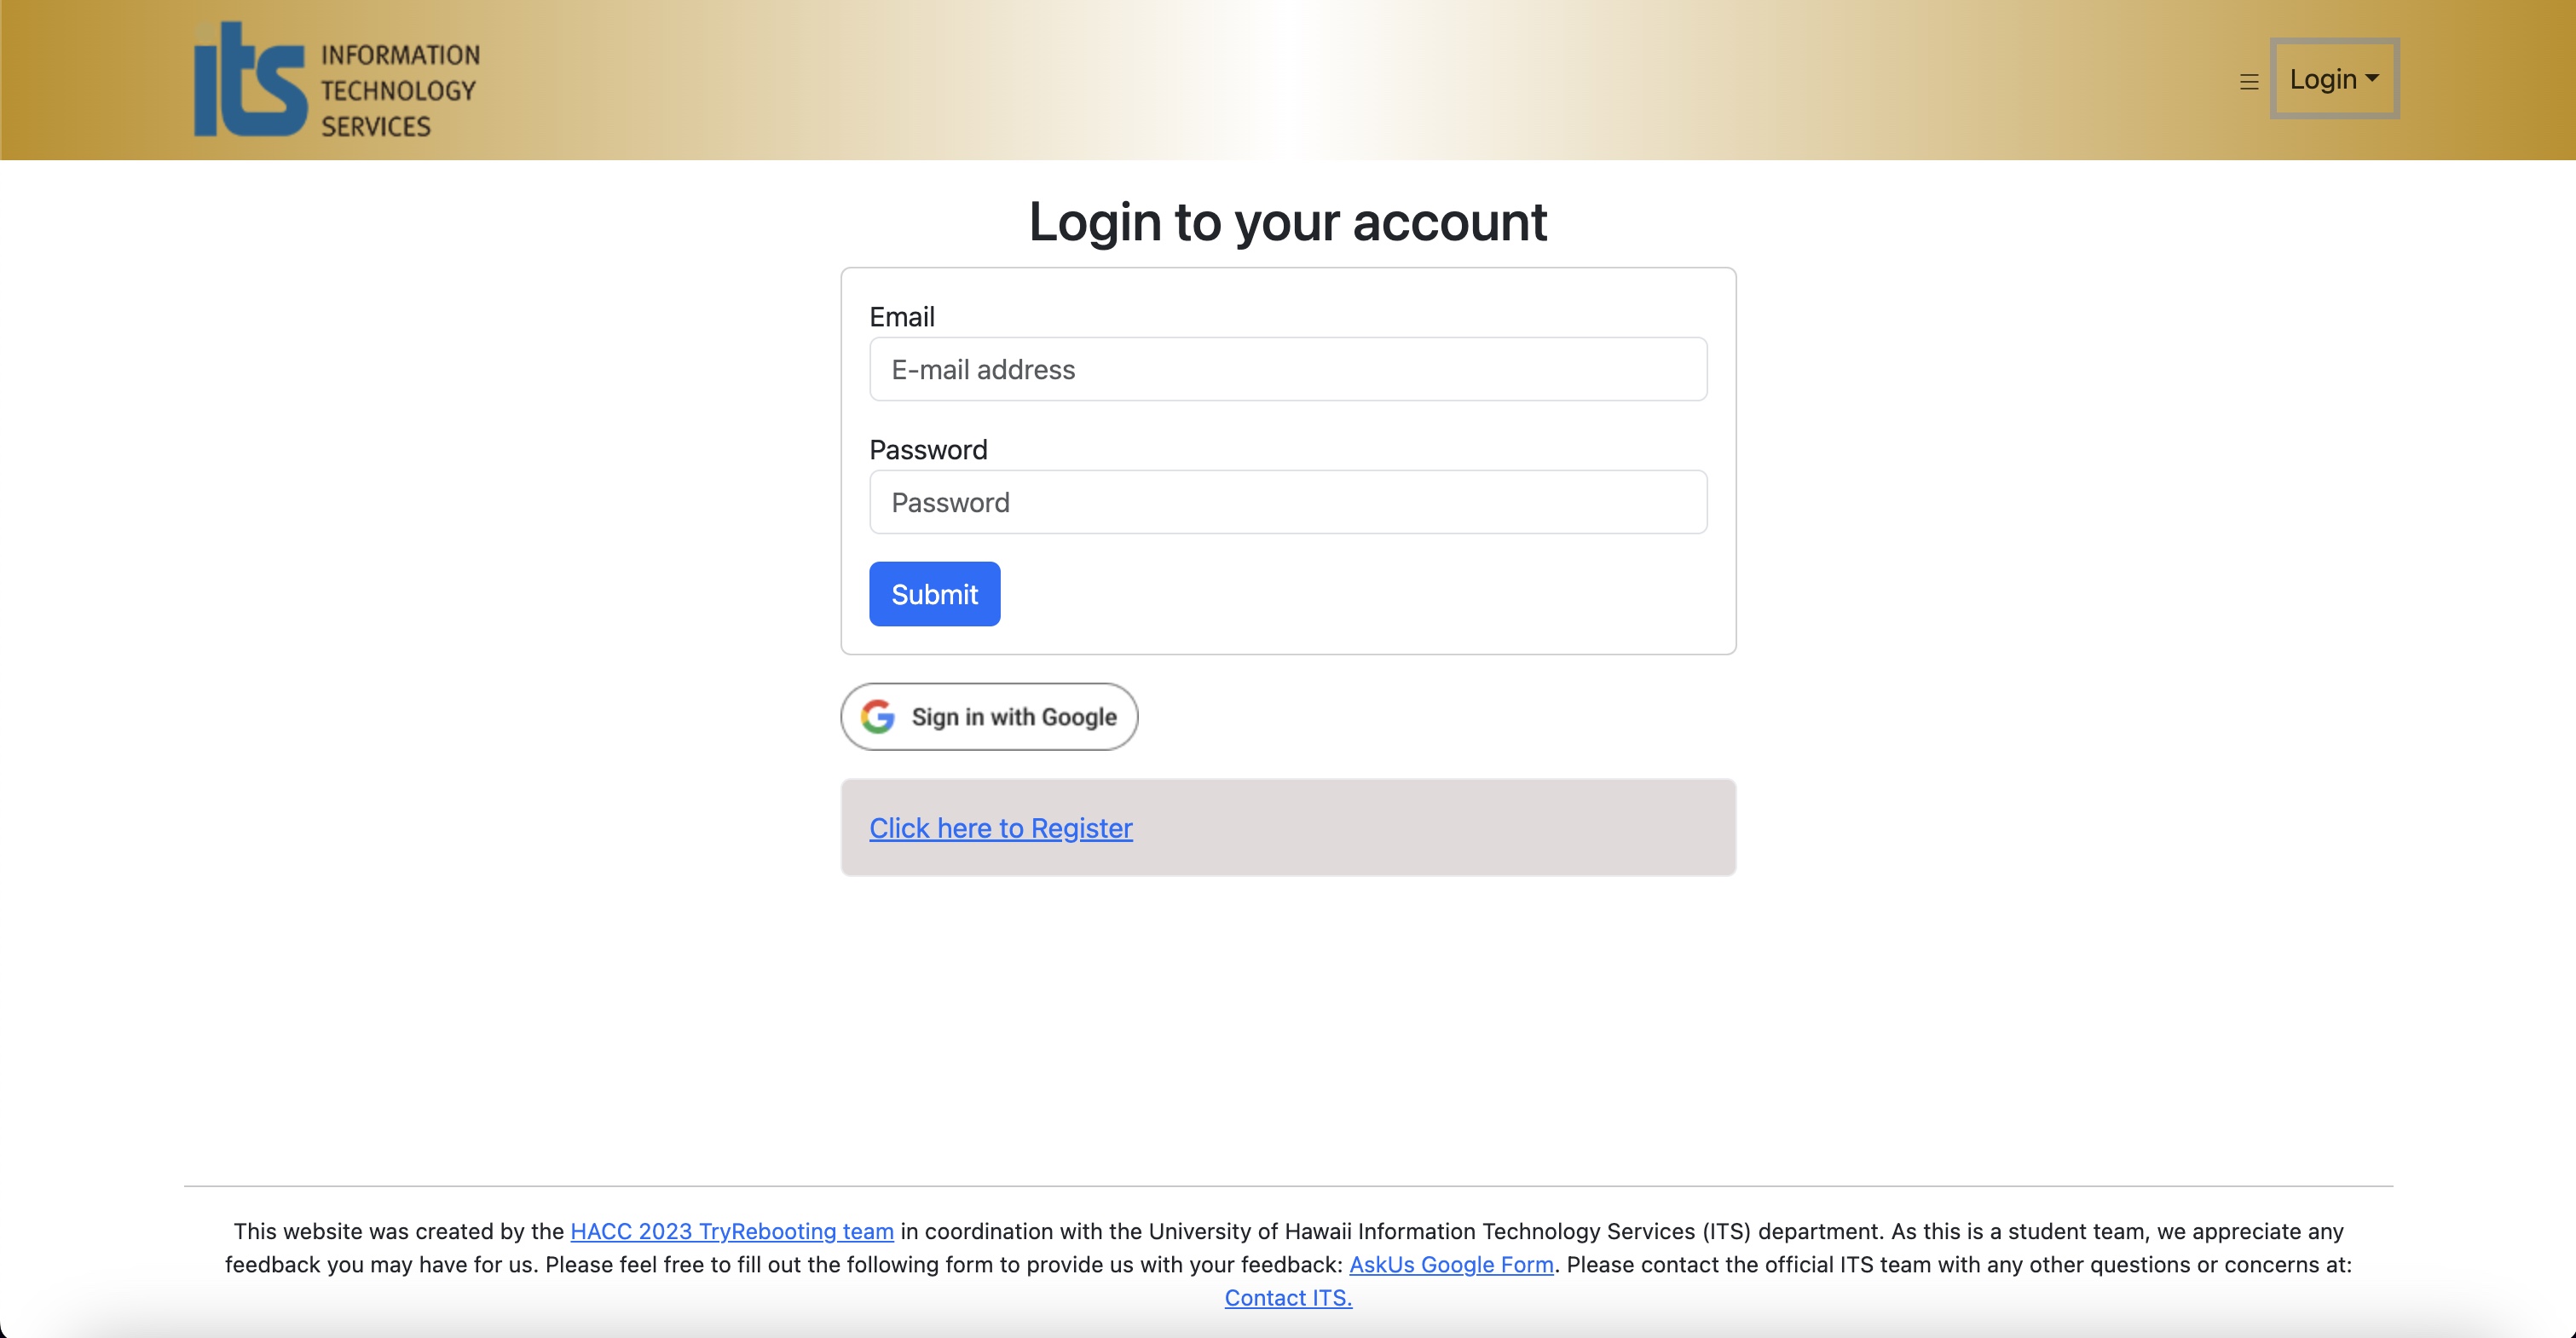 its INFORMATION
TECHNOLOGY
SERVICES
Login
Login to your account
Email
E-mail address
Password
Password
Submit
Sign in with Google
Click here to Register
This website was created by the HACC 2023 TryRebooting team in coordination with the University of Hawaii Information Technology Services (ITS) department. As this is a student team, we appreciate any
feedback you may have for us. Please feel free to fill out the following form to provide us with your feedback: AskUs Google Form. Please contact the official ITS team with any other questions or concerns at:
Contact ITS.